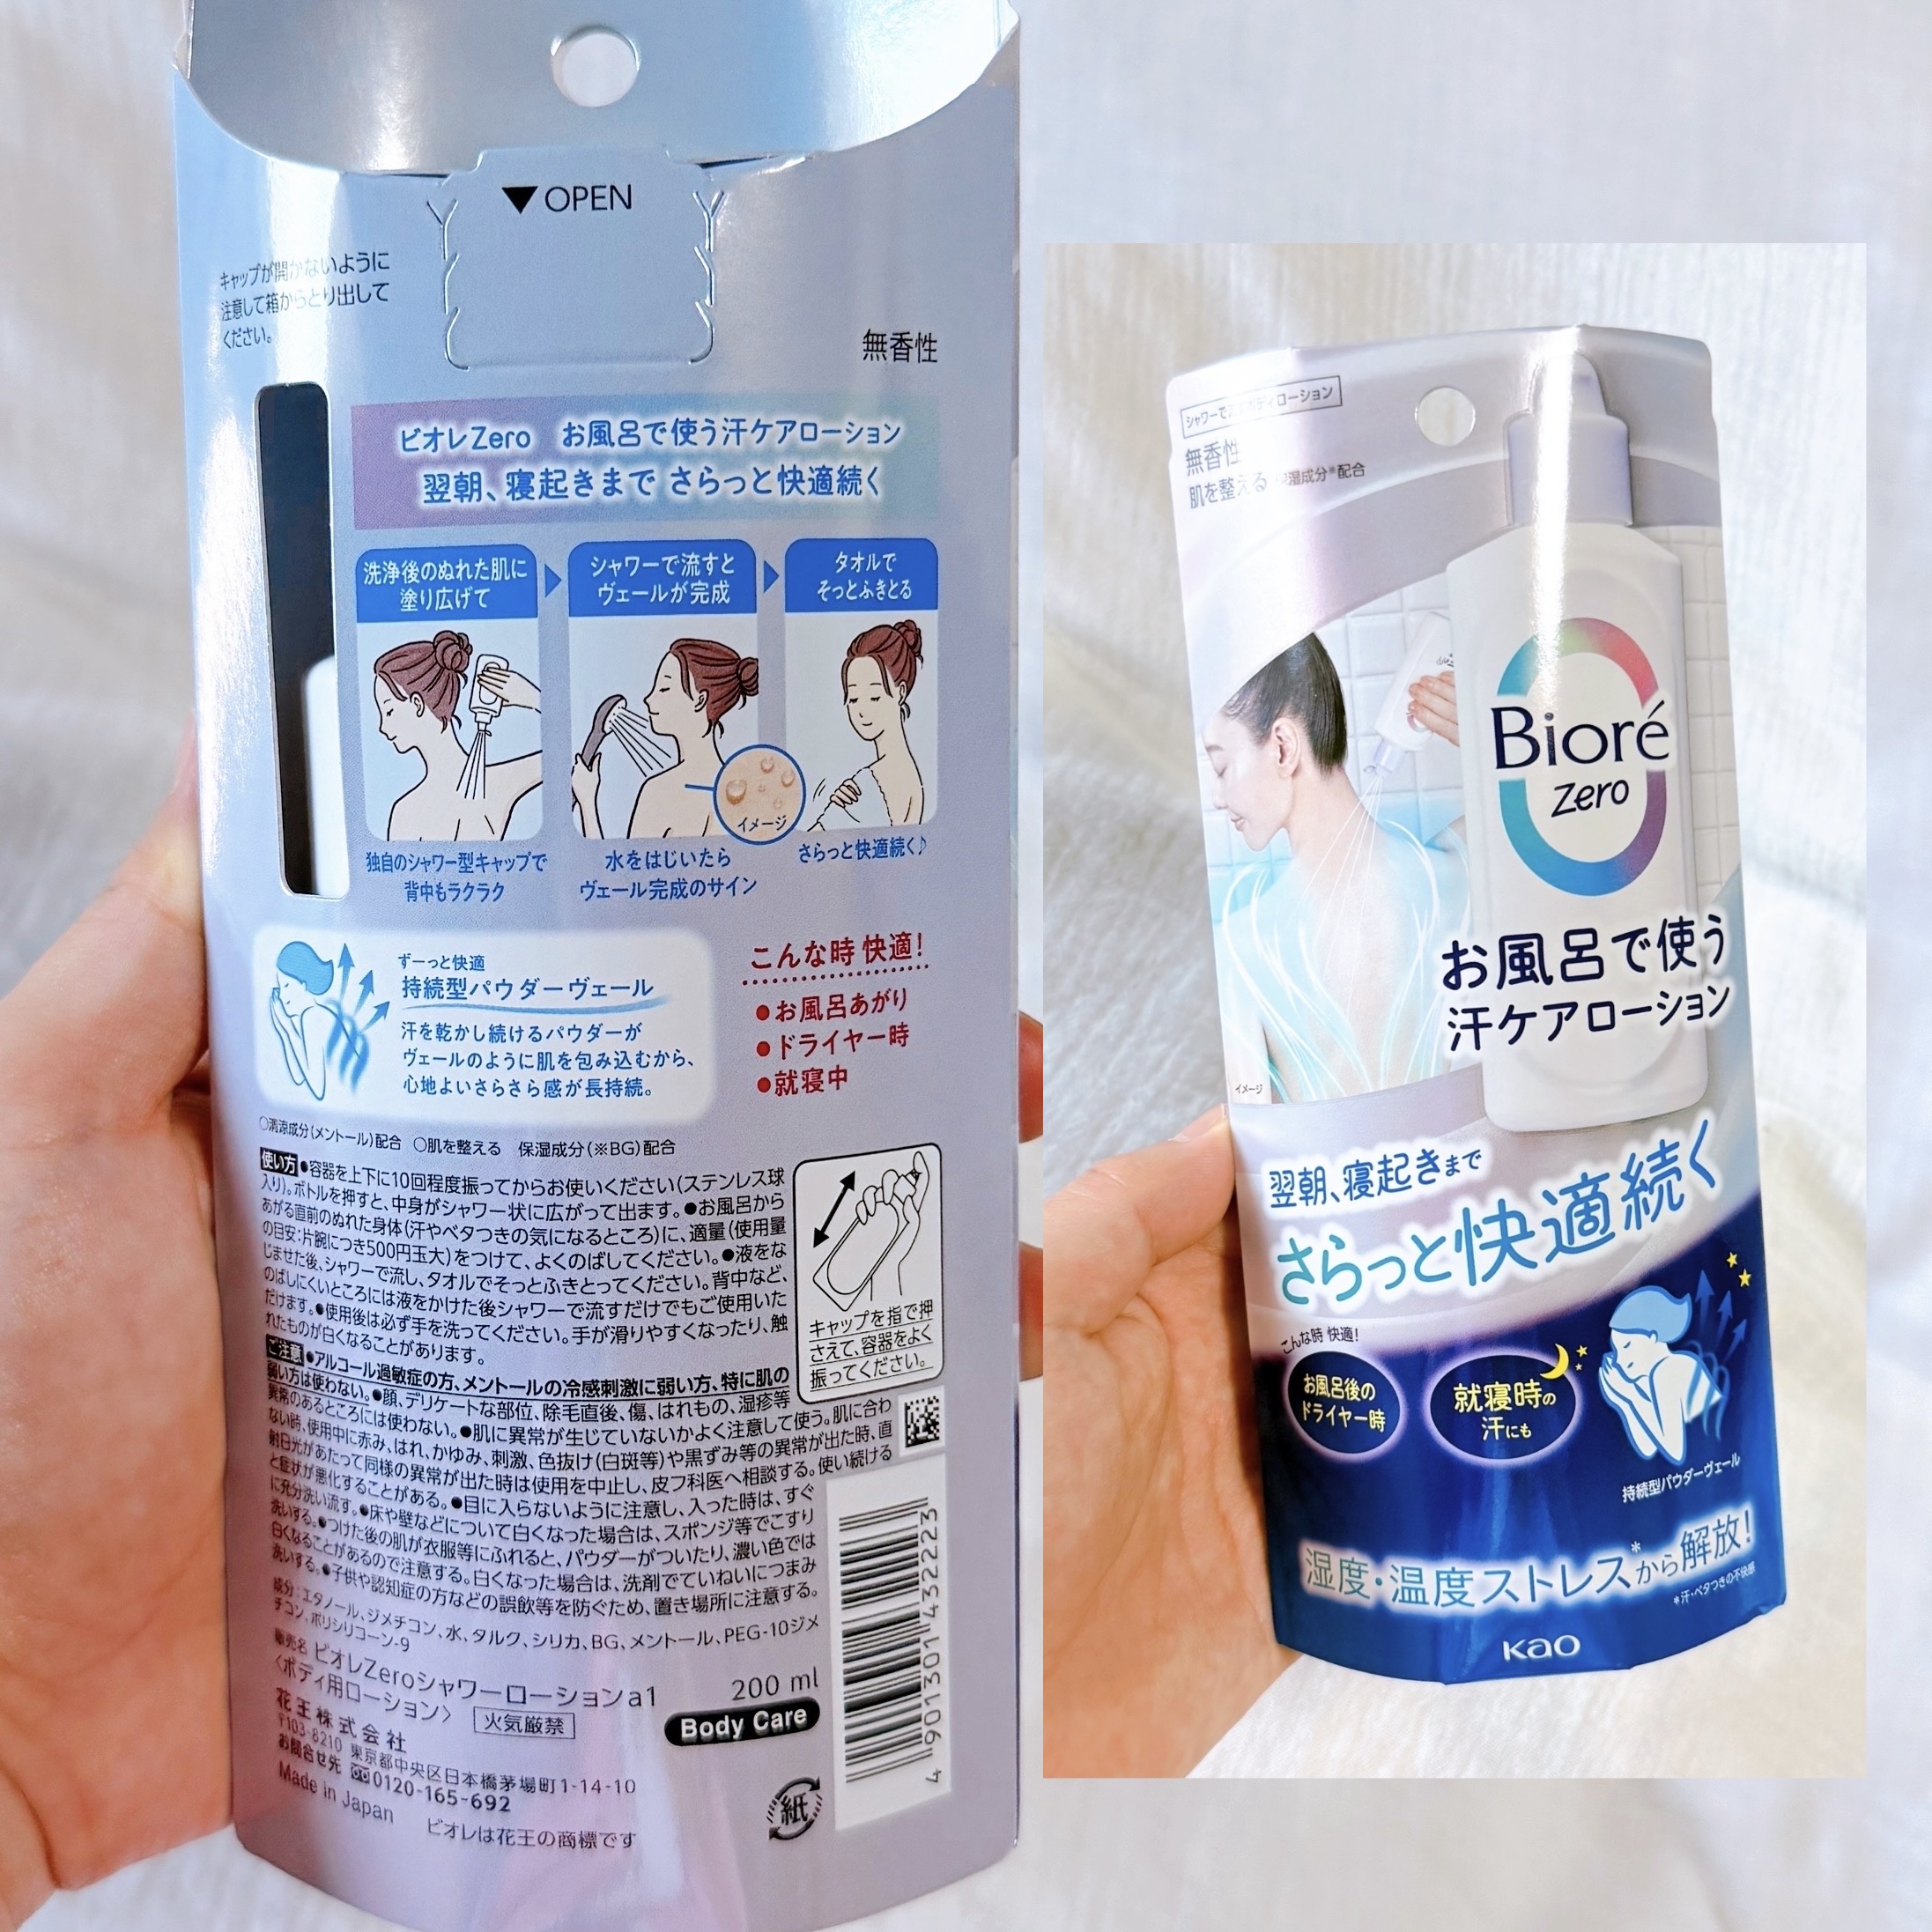 ▼OPEN
キャップが開かないように
注意して箱からとり出して
ください。
無香性
ビオレZero お風呂で使う汗ケアローション
翌朝、寝起きまで さらっと快適続く
洗浄後のぬれた肌に
塗り広げて
シャワーで流すと
ヴェールが完成
タオルで
そっとふきとる
イメージ
独自のシャワー型キャップで
背中もラクラク
水をはじいたら
ヴェール完成のサイン
さらっと快適続く♪
ずーっと快適
持続型パウダーヴェール
汗を乾かし続けるパウダーが
ヴェールのように肌を包み込むから、
心地よいさらさら感が長持続。
こんな時 快適!
●お風呂あがり
●ドライヤー時
●就寝中
○清涼成分(メントール)配合 ○肌を整える 保湿成分(※BG)配合
使い方 ●容器を上下に10回程度振ってからお使いください(ステンレス球
入り)。ボトルを押すと、中身がシャワー状に広がって出ます。●お風呂から
あがる直前のぬれた身体(汗やベタつきの気になるところ)に、適量(使用量
の目安:片腕につき500円玉大)をつけて、よくのばしてください。●液をな
じませた後、シャワーで流し、タオルでそっとふきとってください。背中など、
のばしにくいところには液をかけた後シャワーで流すだけでもご使用いた
だけます。●使用後は必ず手を洗ってください。手が滑りやすくなったり、触
れたものが白くなることがあります。
キャップを指で押
さえて、容器をよく
振ってください。
ご注意 ●アルコール過敏症の方、メントールの冷感刺激に弱い方、特に肌の
弱い方は使わない。●顔、デリケートな部位、除毛直後、傷、はれもの、湿疹等
異常のあるところには使わない。●肌に異常が生じていないかよく注意して使う。肌に合わ
ない時、使用中に赤み、はれ、かゆみ、刺激、色抜け(白斑等)や黒ずみ等の異常が出た時、直
射日光があたって同様の異常が出た時は使用を中止し、皮フ科医へ相談する。使い続ける
と症状が悪化することがある。●目に入らないように注意し、入った時は、すぐ
に充分洗い流す。●床や壁などについて白くなった場合は、スポンジ等でこすり
洗いする。●つけた後の肌が衣服等にふれると、パウダーがついたり、濃い色では
白くなることがあるので注意する。白くなった場合は、洗剤でていねいにつまみ
洗いする。●子供や認知症の方などの誤飲等を防ぐため、置き場所に注意する。
成分:エタノール、ジメチコン、水、タルク、シリカ、BG、メントール、PEG-10ジメ
チコン、ポリシリコーン-9
販売名 ビオレZeroシャワーローションa1
〈ボディ用ローション〉 火気厳禁
200 ml
Body Care
花王株式会社
〒103-8210 東京都中央区日本橋茅場町1-14-10
お問合せ先 0120-165-692
Made in Japan
ビオレは花王の商標です
紙
4 901301 432223
シャワーで ボディローション
無香性
肌を整える 湿成分※配合
Bioré
Zero
お風呂で使う
汗ケアローション
イメージ
翌朝、寝起きまで
さらっと快適続く
こんな時 快適!
お風呂後の
ドライヤー時
就寝時の
汗にも
持続型パウダーヴェール
湿度・温度ストレス*から解放!
*汗・ベタつきの不快感
Kao